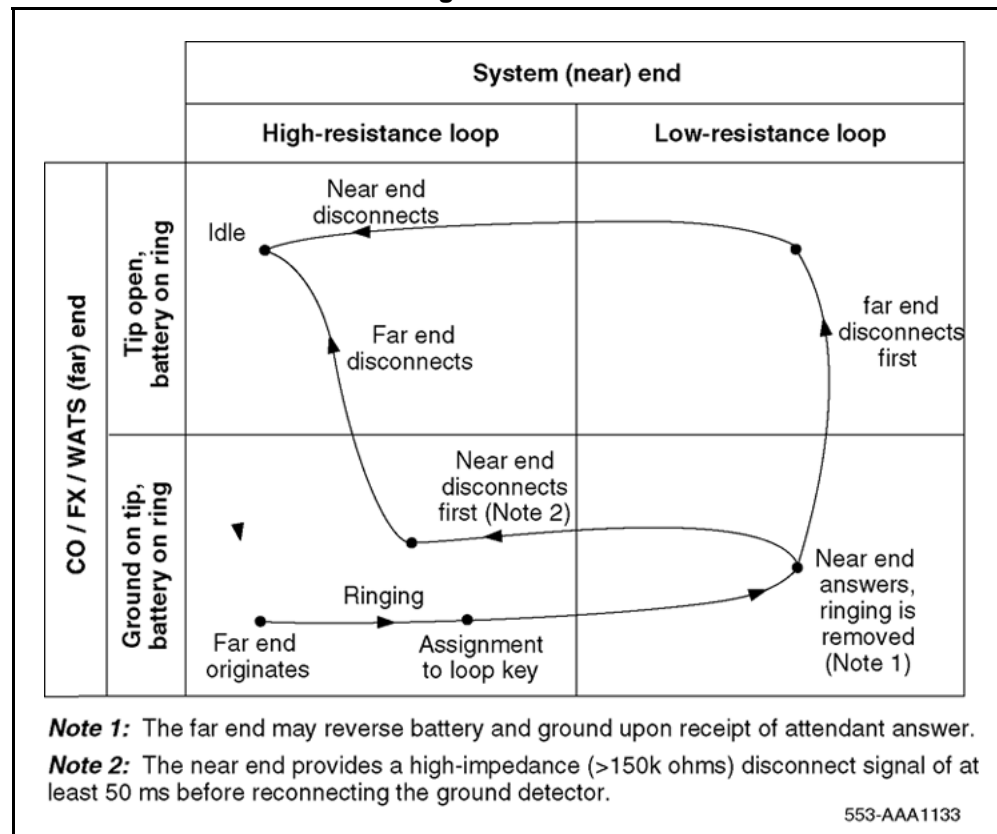 System (near) end
High-resistance loop
Low-resistance loop
CO / FX / WATS (far) end
Tip open,
battery on ring
Ground on tip,
battery on ring
Near end
disconnects
Idle
Far end
disconnects
far end
disconnects
first
Near end
disconnects
first (Note 2)
Ringing
Far end
originates
Assignment
to loop key
Near end
answers,
ringing is
removed
(Note 1)
Note 1: The far end may reverse battery and ground upon receipt of attendant answer.
Note 2: The near end provides a high-impedance (>150k ohms) disconnect signal of at
least 50 ms before reconnecting the ground detector.
553-AAA1133